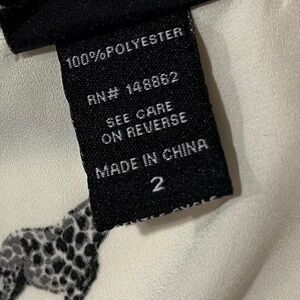 100% POLYESTER
RN# 148862
SEE CARE
ON REVERSE
MADE IN CHINA
2